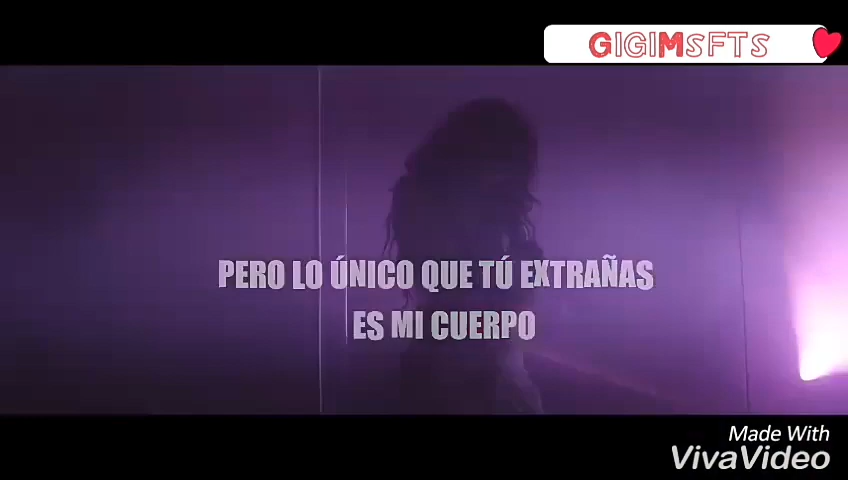 GIGIMSFTS
PERO LO ÚNICO QUE TÚ EXTRAÑAS
ES MI CUERPO
Made With
VivaVideo